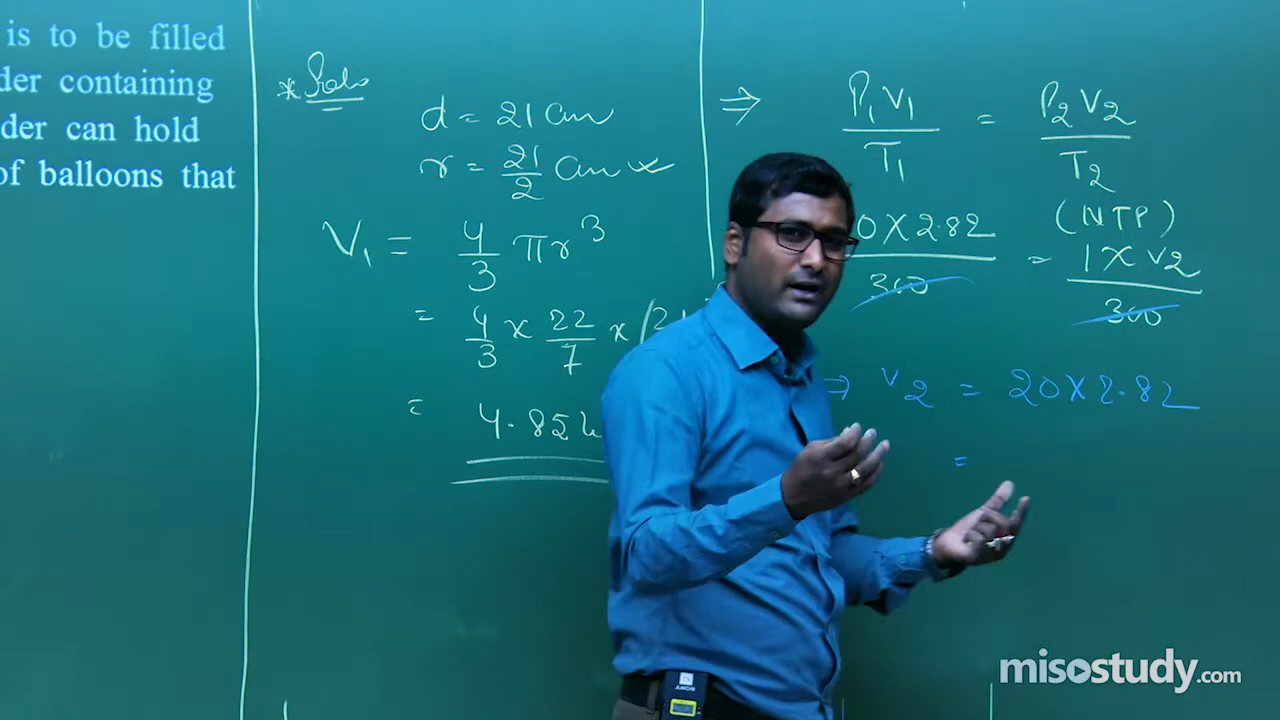 is to be filled
der containing
der can hold
of balloons that
* Soln
d = 21 cm
r = 21/2 cm
V₁ = 4/3 πr³
= 4/3 × 22/7 ×
= 4.85
⇒ P₁V₁/T₁ = P₂V₂/T₂
(NTP)
0 × 2.82/300 = 1 × V₂/300
⇒ V₂ = 20 × 2.82
=
SONY
misostudy.com